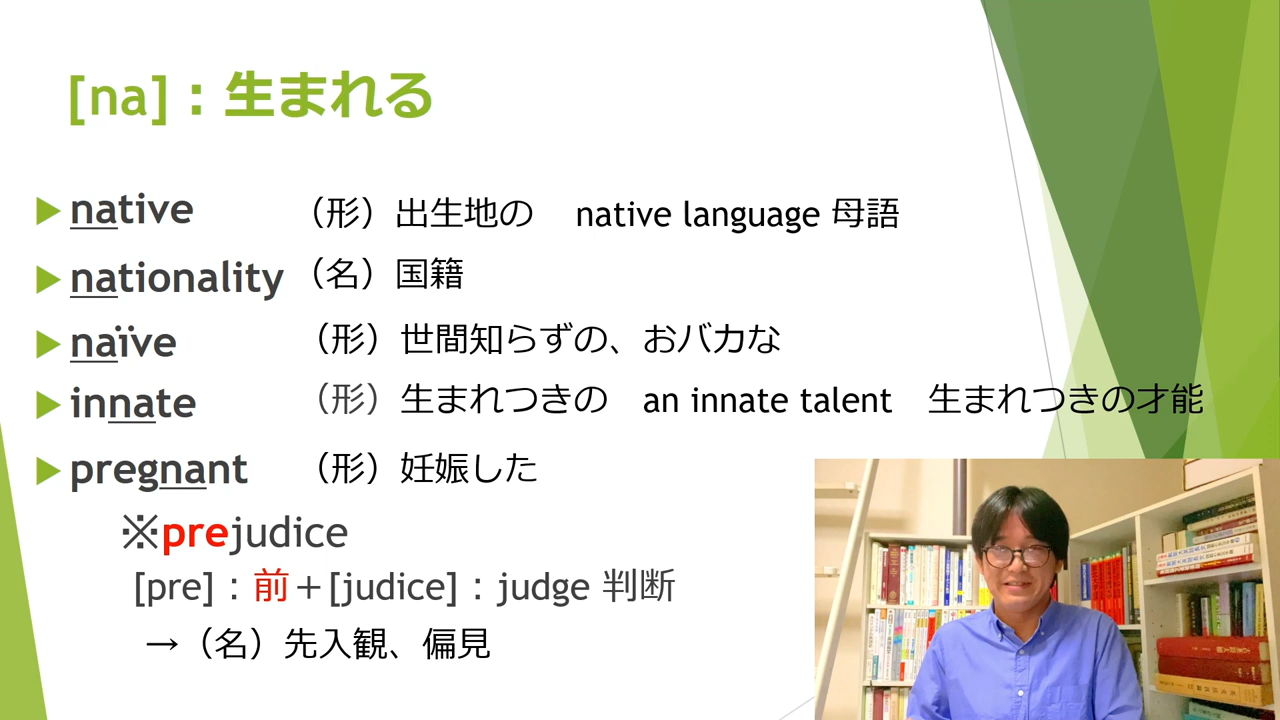 [na]：生まれる
native （形）出生地の　native language 母語
nationality （名）国籍
naïve （形）世間知らずの、おバカな
innate （形）生まれつきの　an innate talent　生まれつきの才能
pregnant （形）妊娠した
※prejudice
[pre]：前＋[judice]：judge 判断
→（名）先入観、偏見